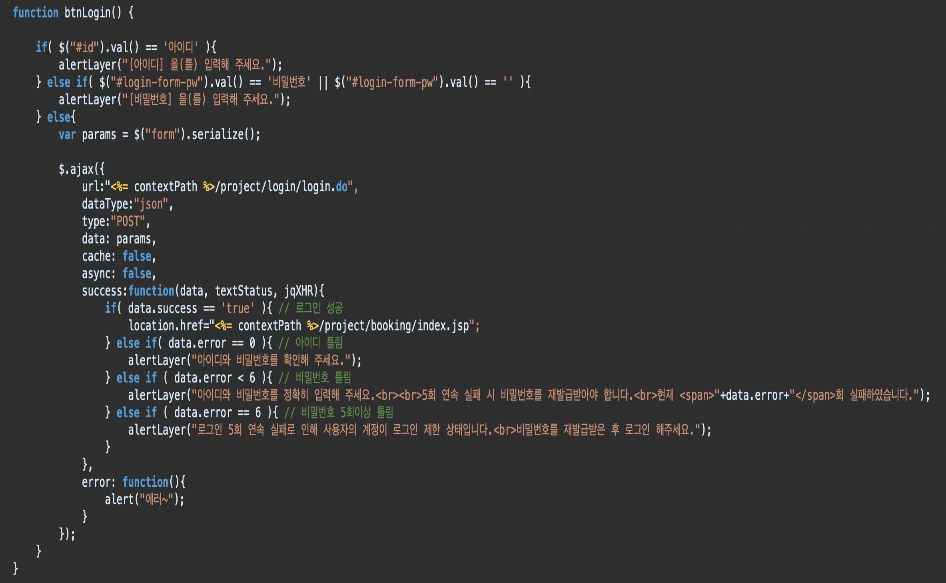 function btnLogin() {
if( $("#id").val() == '아이디' ){
alertLayer("[아이디] 을(를) 입력해 주세요.");
} else if( $("#login-form-pw").val() == '비밀번호' || $("#login-form-pw").val() == '' ){
alertLayer("[비밀번호] 을(를) 입력해 주세요.");
} else{
var params = $("form").serialize();
$.ajax({
url:"<%= contextPath %>/project/login/login.do",
dataType:"json",
type:"POST",
data: params,
cache: false,
async: false,
success:function(data, textStatus, jqXHR){
if( data.success == 'true' ){ // 로그인 성공
location.href="<%= contextPath %>/project/booking/index.jsp";
} else if( data.error == 0 ){ // 아이디 틀림
alertLayer("아이디와 비밀번호를 확인해 주세요.");
} else if ( data.error < 6 ){ // 비밀번호 틀림
alertLayer("아이디와 비밀번호를 정확히 입력해 주세요.<br><br>5회 연속 실패 시 비밀번호를 재발급받아야 합니다.<br>현재 <span>"+data.error+"</span>회 실패하였습니다.");
} else if ( data.error == 6 ){ // 비밀번호 5회이상 틀림
alertLayer("로그인 5회 연속 실패로 인해 사용자의 계정이 로그인 제한 상태입니다.<br>비밀번호를 재발급받은 후 로그인 해주세요.");
}
},
error: function(){
alert("에러~");
}
});
}
}